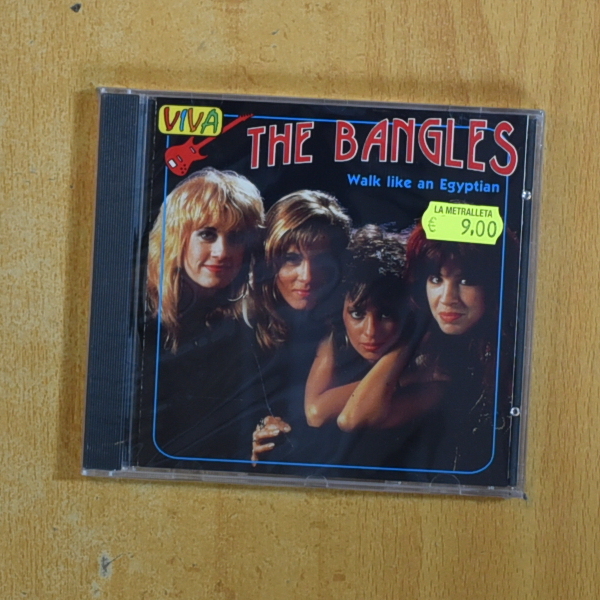 VIVA
THE BANGLES
Walk like an Egyptian
LA METRALLETA
€ 9,00